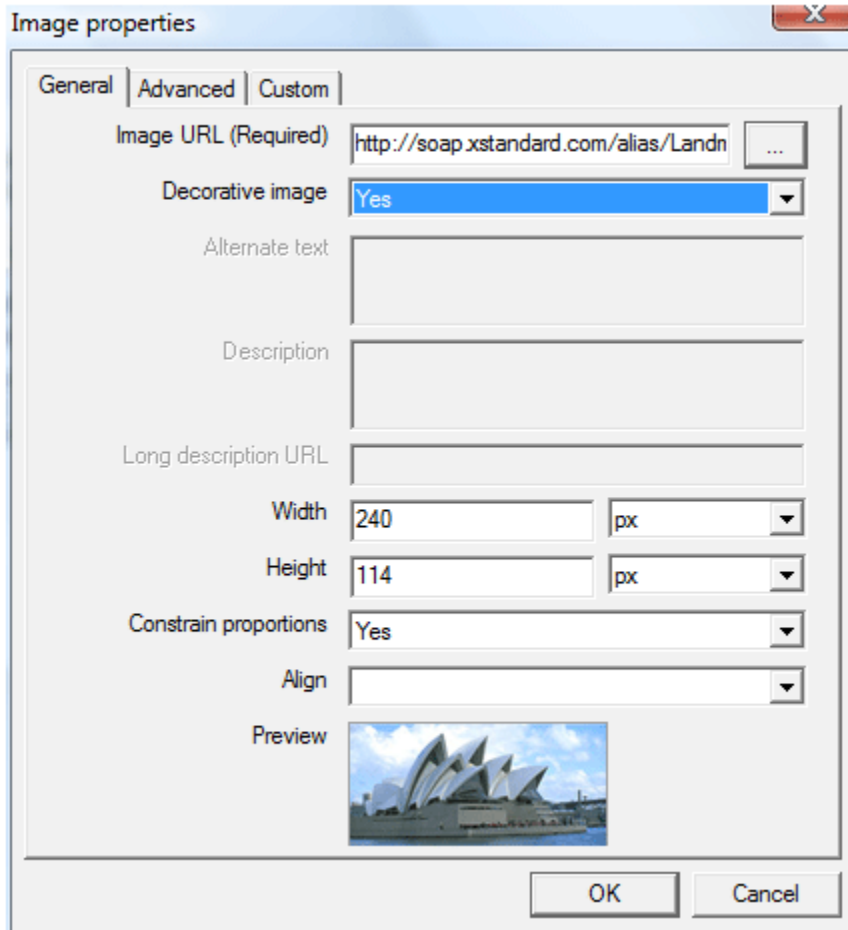 Image properties
General Advanced Custom
Image URL (Required) http://soap.xstandard.com/alias/Landm ...
Decorative image Yes
Alternate text
Description
Long description URL
Width 240 px
Height 114 px
Constrain proportions Yes
Align
Preview
OK Cancel